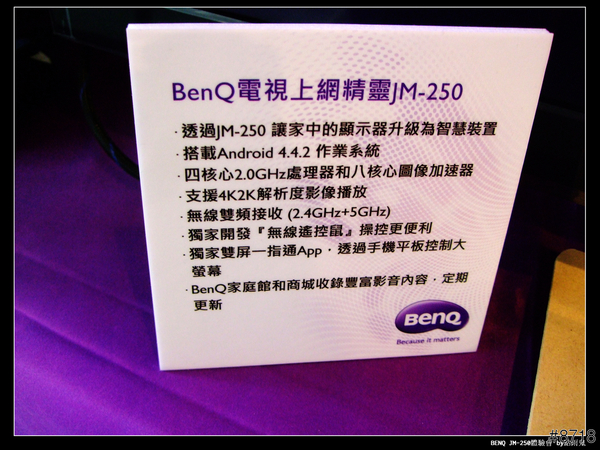 BenQ電視上網精靈JM-250
·透過JM-250 讓家中的顯示器升級為智慧裝置
·搭載Android 4.4.2 作業系統
·四核心2.0GHz處理器和八核心圖像加速器
·支援4K2K解析度影像播放
·無線雙頻接收 (2.4GHz+5GHz)
·獨家開發『無線遙控鼠』操控更便利
·獨家雙屏一指通App，透過手機平板控制大
螢幕
·BenQ家庭館和商城收錄豐富影音內容，定期
更新
BenQ
Because it matters
#8718
BENQ JM-250體驗會 by